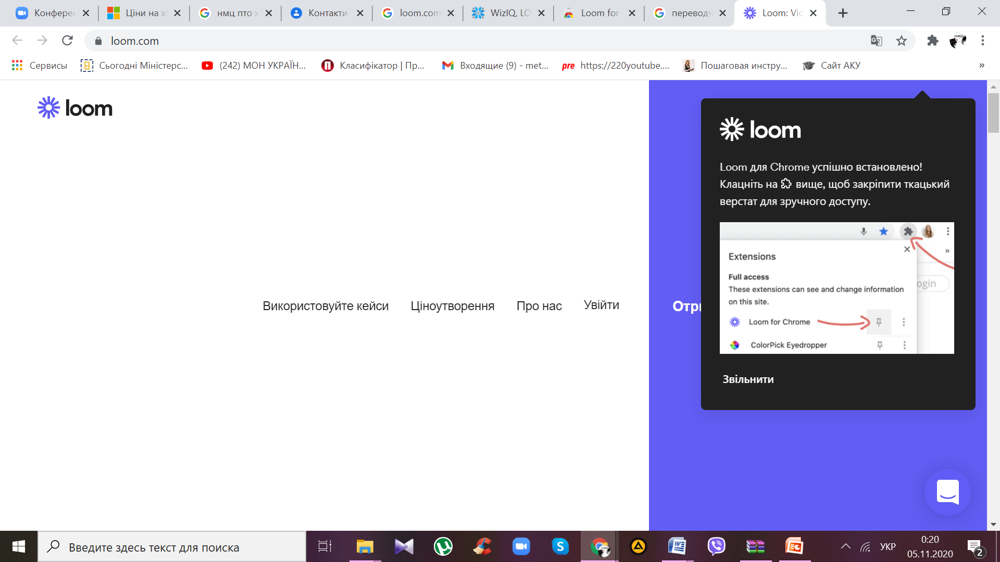 Конферен
Ціни на х
нмц пто х
Контакти
loom.com
WizIQ, LO
Loom for
переводч
Loom: Vid
loom.com
Сервисы
Сьогодні Міністерс...
(242) МОН УКРАЇН...
Класифікатор | Пр...
Входящие (9) - met...
pre https://220youtube....
Пошаговая инстру...
Сайт АКУ
»
loom
Використовуйте кейси
Ціноутворення
Про нас
Увійти
Отри
loom
Loom для Chrome успішно встановлено!
Клацніть на вище, щоб закріпити ткацький
верстат для зручного доступу.
Extensions
Full access
These extensions can see and change information
on this site.
Loom for Chrome
ColorPick Eyedropper
ogin
»
Звільнити
Введите здесь текст для поиска
УКР
0:20
05.11.2020
2